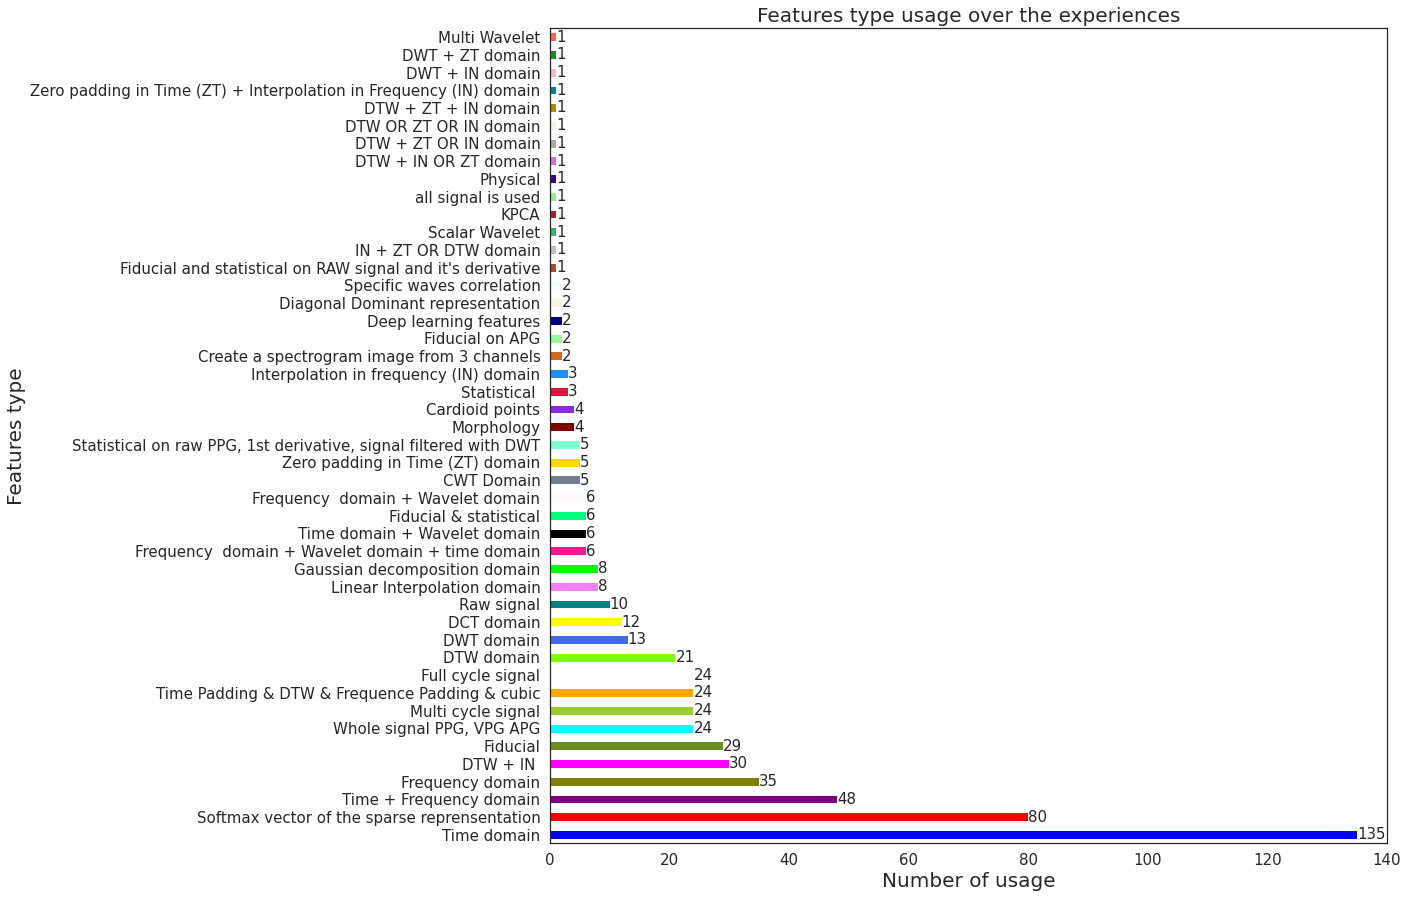 Features type usage over the experiences
Multi Wavelet 1
DWT + ZT domain 1
DWT + IN domain 1
Zero padding in Time (ZT) + Interpolation in Frequency (IN) domain 1
DTW + ZT + IN domain 1
DTW OR ZT OR IN domain 1
DTW + ZT OR IN domain 1
DTW + IN OR ZT domain 1
Physical 1
all signal is used 1
KPCA 1
Scalar Wavelet 1
IN + ZT OR DTW domain 1
Fiducial and statistical on RAW signal and it's derivative 1
Specific waves correlation 2
Diagonal Dominant representation 2
Deep learning features 2
Fiducial on APG 2
Create a spectrogram image from 3 channels 2
Interpolation in frequency (IN) domain 3
Statistical 3
Cardioid points 4
Morphology 4
Statistical on raw PPG, 1st derivative, signal filtered with DWT 5
Zero padding in Time (ZT) domain 5
CWT Domain 5
Frequency  domain + Wavelet domain 6
Fiducial & statistical 6
Time domain + Wavelet domain 6
Frequency  domain + Wavelet domain + time domain 6
Gaussian decomposition domain 8
Linear Interpolation domain 8
Raw signal 10
DCT domain 12
DWT domain 13
DTW domain 21
Full cycle signal 24
Time Padding & DTW & Frequence Padding & cubic 24
Multi cycle signal 24
Whole signal PPG, VPG APG 24
Fiducial 29
DTW + IN 30
Frequency domain 35
Time + Frequency domain 48
Softmax vector of the sparse reprensentation 80
Time domain 135
0 20 40 60 80 100 120 140
Number of usage
Features type